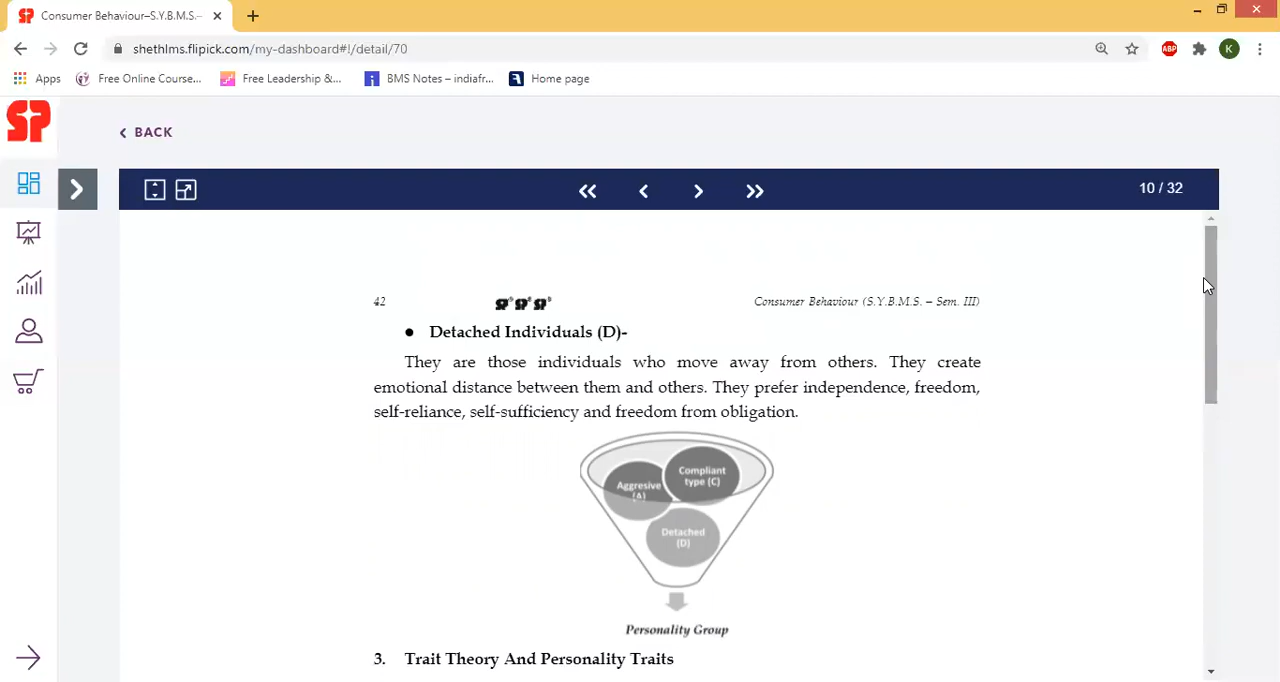 Consumer Behaviour–S.Y.B.M.S.–
shethlms.flipick.com/my-dashboard#!/detail/70
ABP
K
Apps
Free Online Course...
Free Leadership &...
BMS Notes – indiafr...
Home page
SP
BACK
10 / 32
42
Consumer Behaviour (S.Y.B.M.S. – Sem. III)
● Detached Individuals (D)-
They are those individuals who move away from others. They create
emotional distance between them and others. They prefer independence, freedom,
self-reliance, self-sufficiency and freedom from obligation.
Aggresive
(A)
Compliant
type (C)
Detached
(D)
Personality Group
3. Trait Theory And Personality Traits